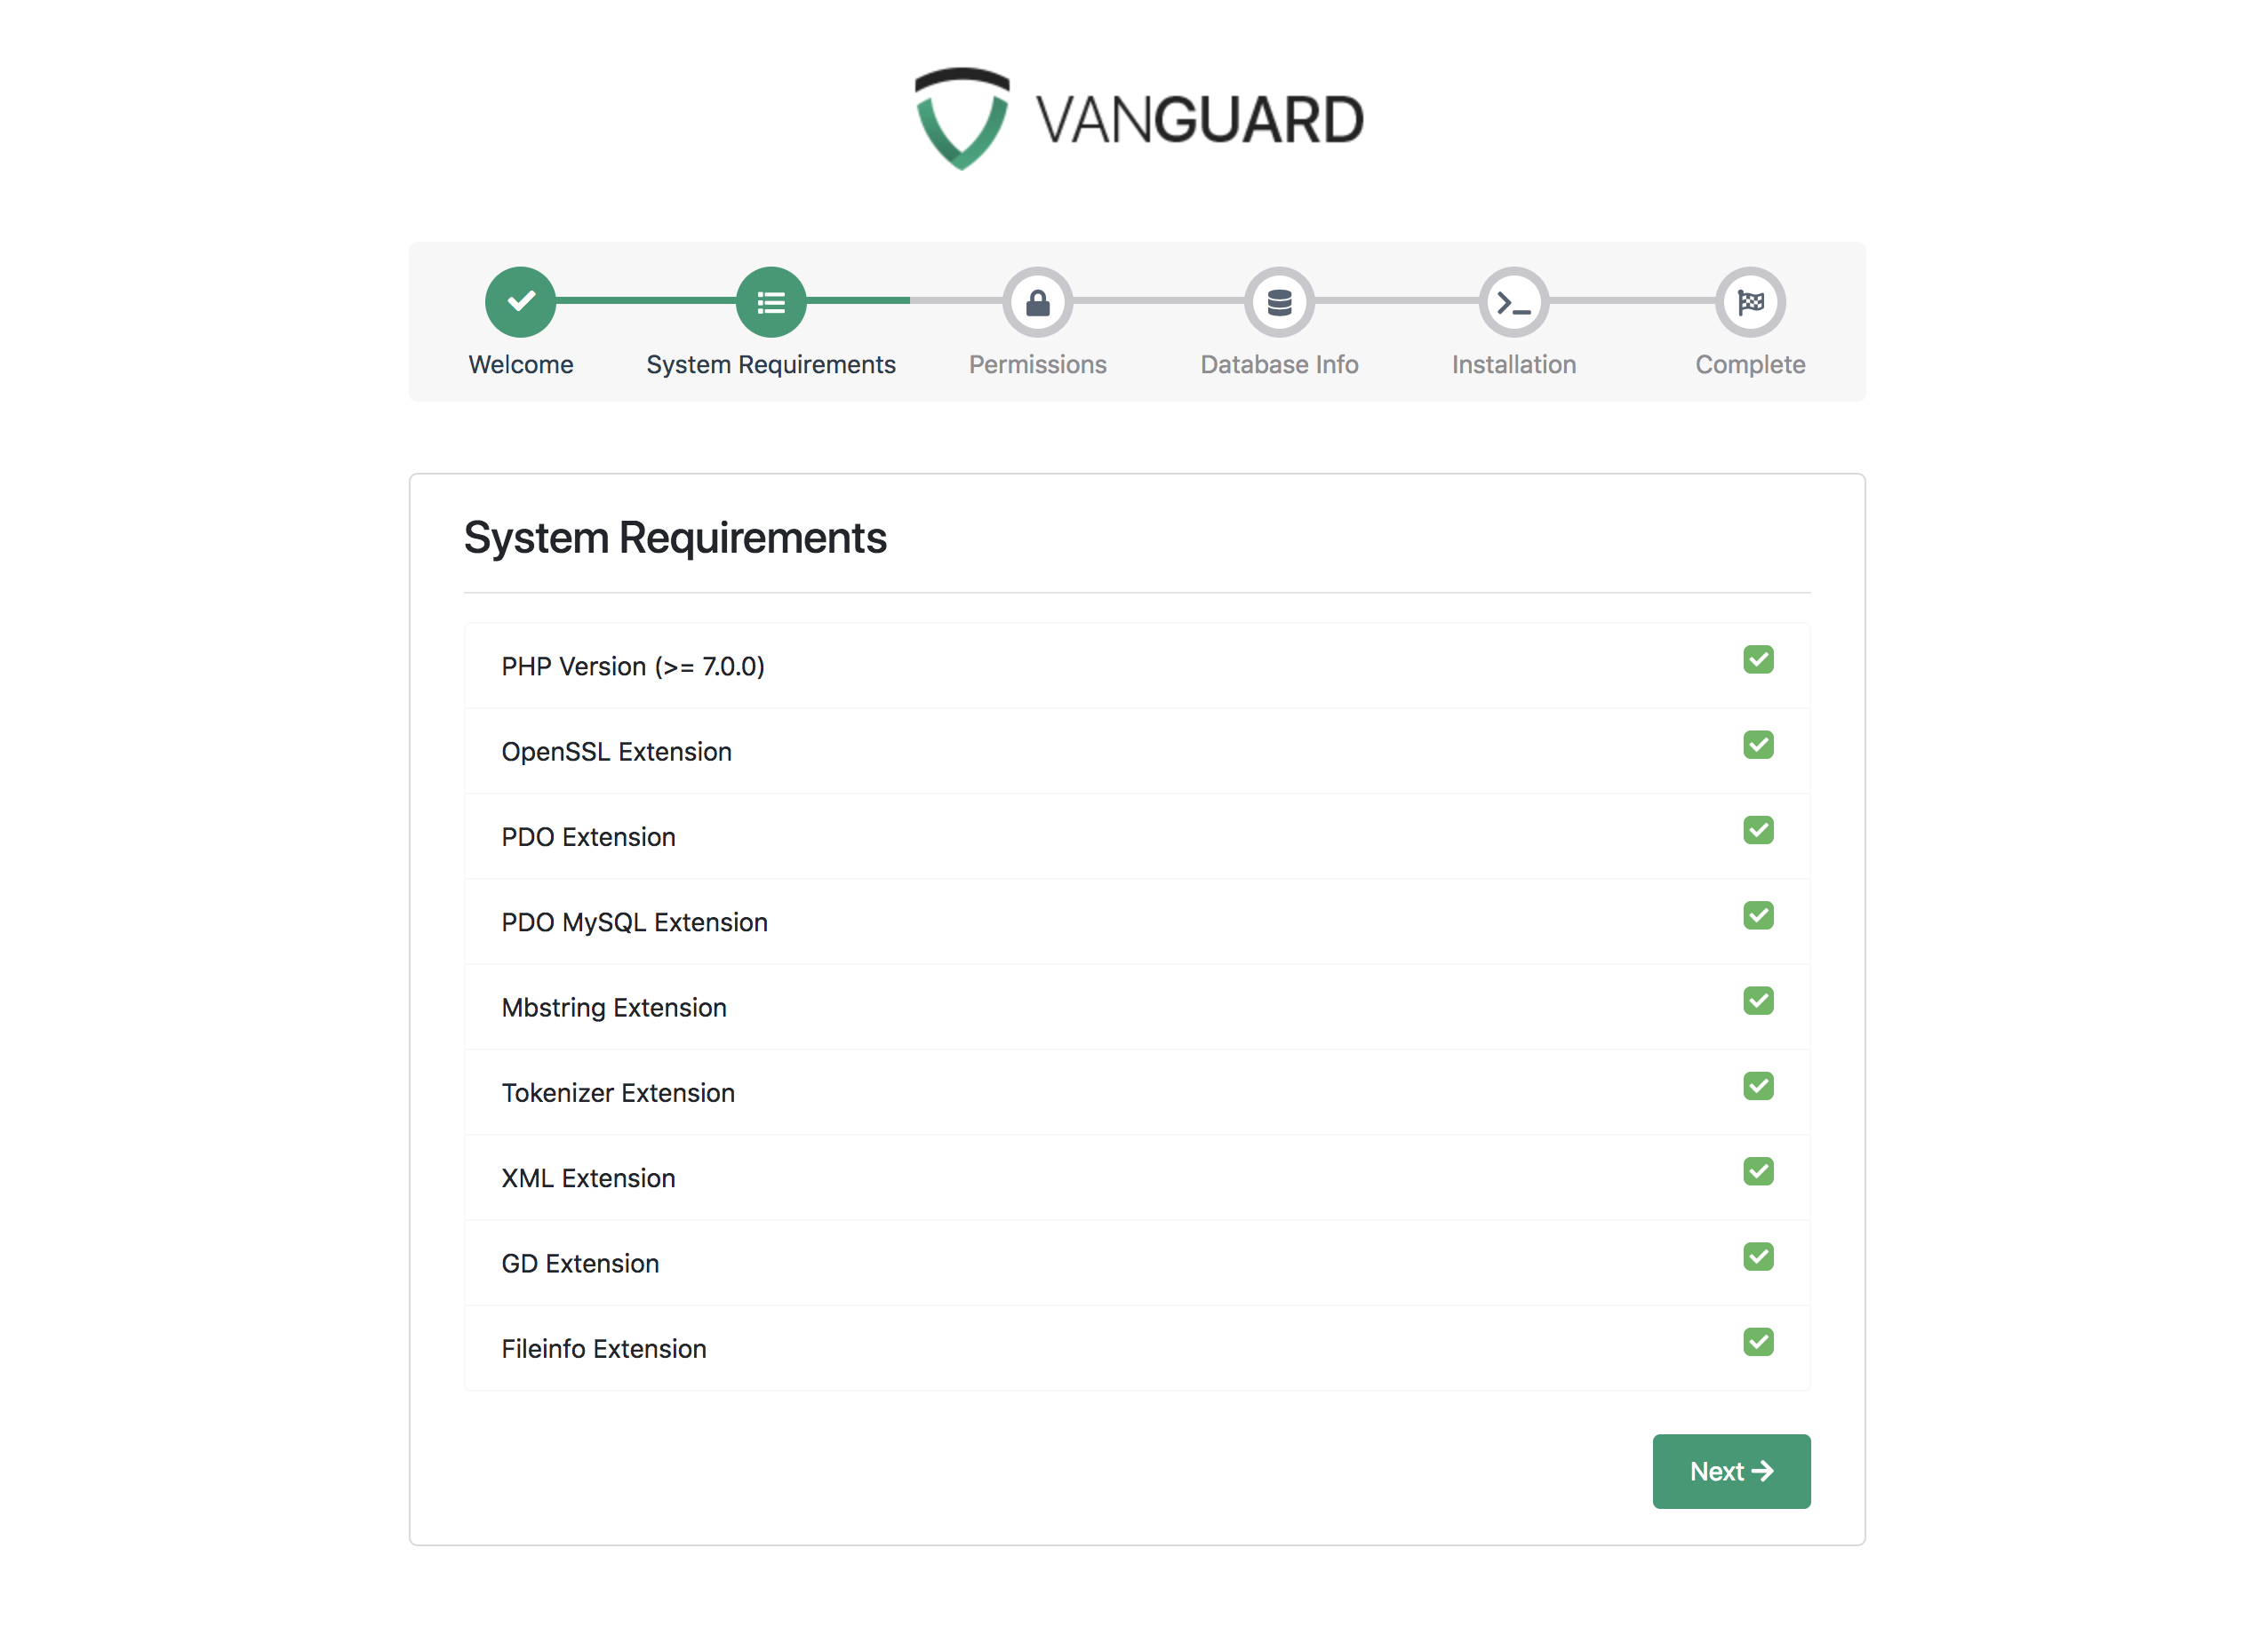 VANGUARD
Welcome
System Requirements
Permissions
Database Info
Installation
Complete
System Requirements
PHP Version (>= 7.0.0)
OpenSSL Extension
PDO Extension
PDO MySQL Extension
Mbstring Extension
Tokenizer Extension
XML Extension
GD Extension
Fileinfo Extension
Next